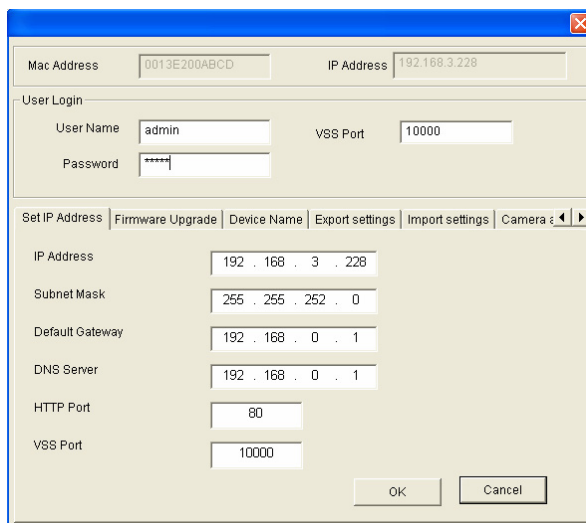 Mac Address 0013E200ABCD IP Address 192.168.3.228
User Login
User Name admin VSS Port 10000
Password *****
Set IP Address Firmware Upgrade Device Name Export settings Import settings Camera a
IP Address 192 . 168 . 3 . 228
Subnet Mask 255 . 255 . 252 . 0
Default Gateway 192 . 168 . 0 . 1
DNS Server 192 . 168 . 0 . 1
HTTP Port 80
VSS Port 10000
OK Cancel